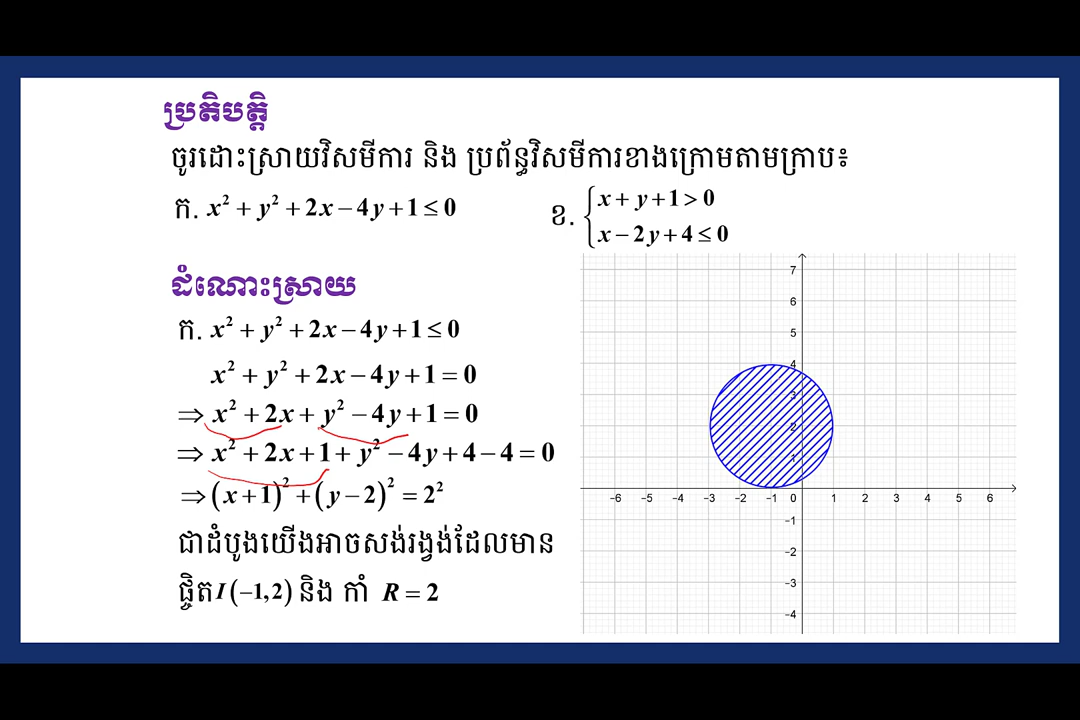 ប្រតិបត្តិ
ចូរដោះស្រាយវិសមីការ និង ប្រព័ន្ធវិសមីការខាងក្រោមតាមក្រាប៖
ក. x² + y² + 2x − 4y + 1 ≤ 0
ខ. { x + y + 1 > 0
x − 2y + 4 ≤ 0
ដំណោះស្រាយ
ក. x² + y² + 2x − 4y + 1 ≤ 0
x² + y² + 2x − 4y + 1 = 0
⇒ x² + 2x + y² − 4y + 1 = 0
⇒ x² + 2x + 1 + y² − 4y + 4 − 4 = 0
⇒ (x + 1)² + (y − 2)² = 2²
ជាដំបូងយើងអាចសង់រង្វង់ដែលមាន
ផ្ចិត I(−1,2) និង កាំ R = 2
7
6
5
4
3
2
1
−6 −5 −4 −3 −2 −1 0 1 2 3 4 5 6
−1
−2
−3
−4